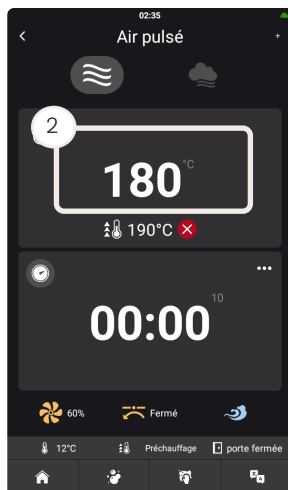 02:35
Air pulsé
+
2
180 °C
190°C
10
00:00
60% Fermé
12°C Préchauffage porte fermée